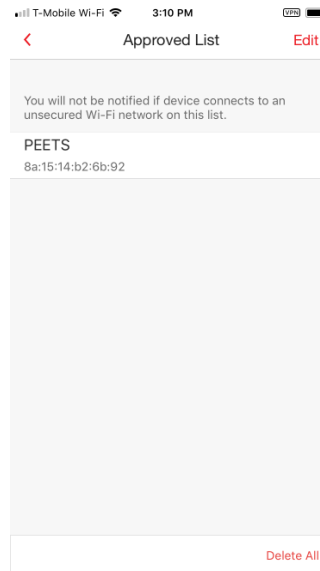 T-Mobile Wi-Fi 3:10 PM VPN
Approved List Edit
You will not be notified if device connects to an
unsecured Wi-Fi network on this list.
PEETS
8a:15:14:b2:6b:92
Delete All